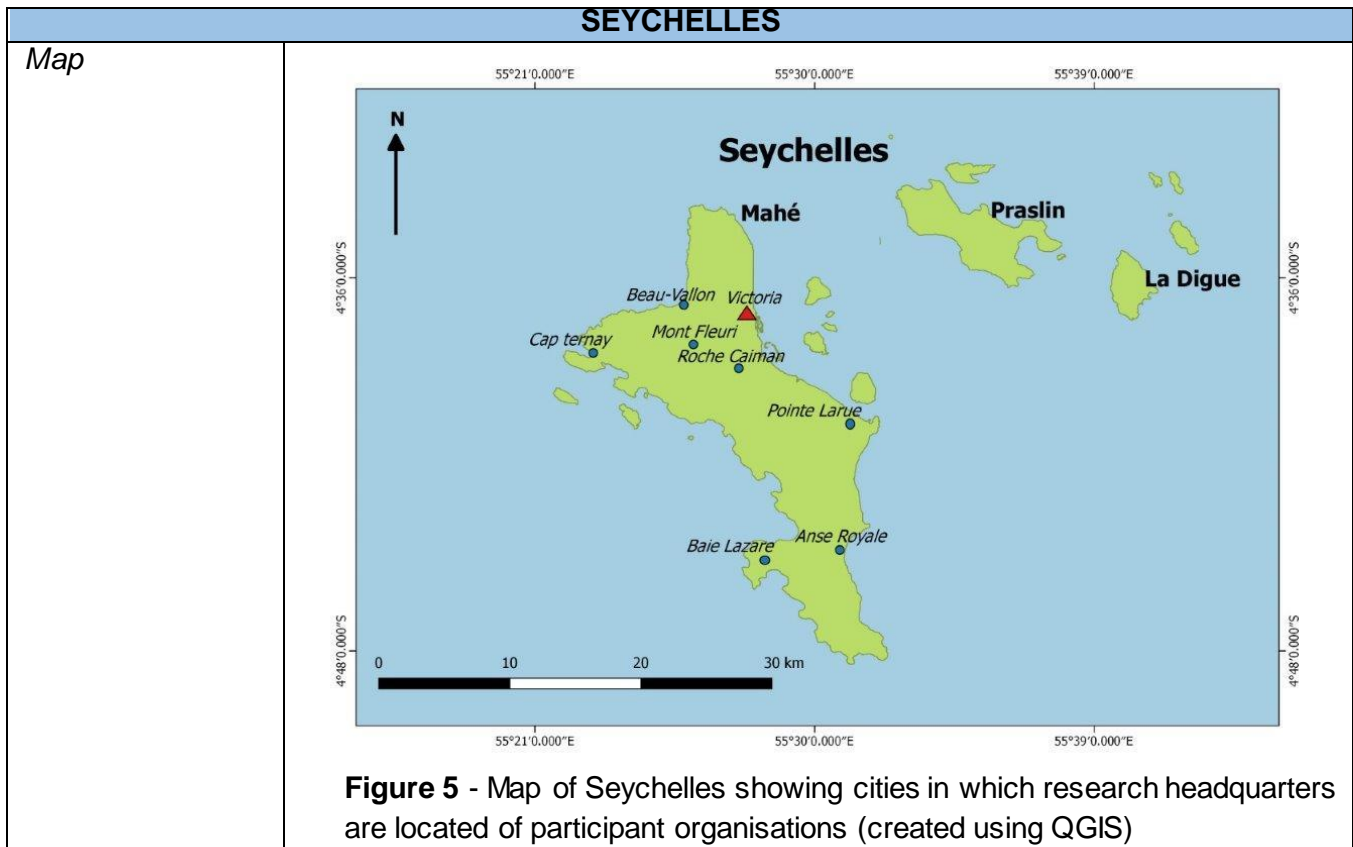 SEYCHELLES
Map
55°21'0.000"E 55°30'0.000"E 55°39'0.000"E
N
Seychelles
Mahé
Praslin
La Digue
4°36'0.000"S 4°36'0.000"S
Beau-Vallon Victoria
Cap ternay
Mont Fleuri
Roche Caiman
Pointe Larue
Baie Lazare
Anse Royale
4°48'0.000"S 4°48'0.000"S
0 10 20 30 km
55°21'0.000"E 55°30'0.000"E 55°39'0.000"E
Figure 5 - Map of Seychelles showing cities in which research headquarters
are located of participant organisations (created using QGIS)